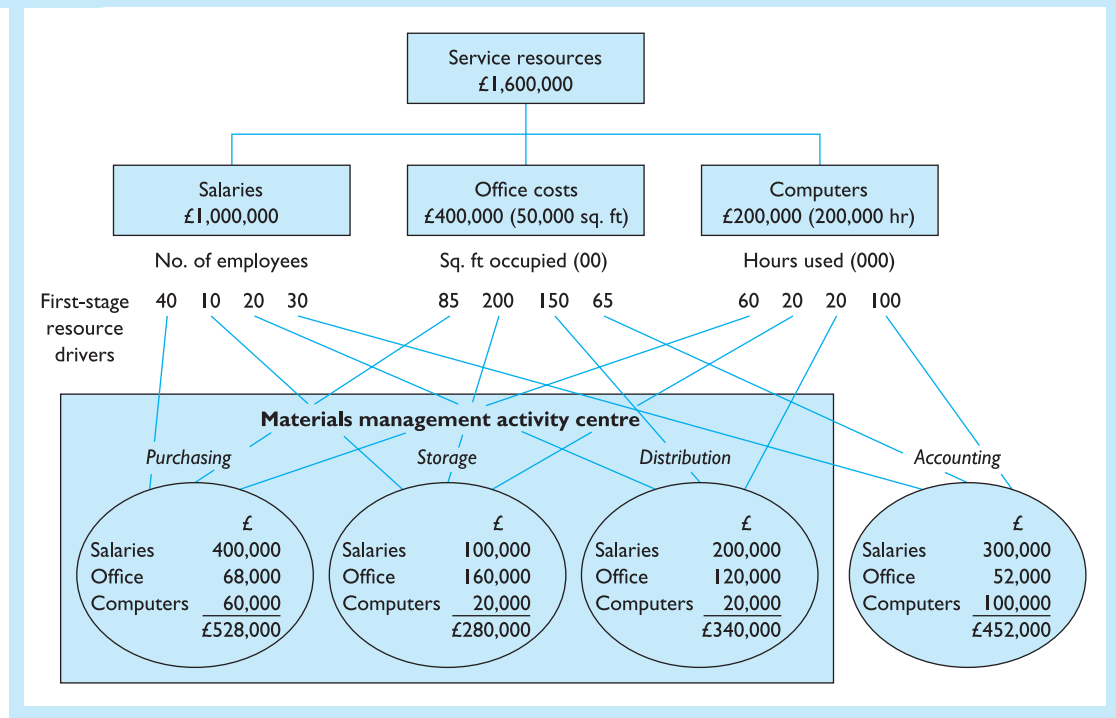 Service resources
£1,600,000
Salaries
£1,000,000
Office costs
£400,000 (50,000 sq. ft)
Computers
£200,000 (200,000 hr)
No. of employees
Sq. ft occupied (00)
Hours used (000)
First-stage
resource
drivers
40 10 20 30
85 200 150 65
60 20 20 100
Materials management activity centre
Purchasing
£
Salaries 400,000
Office 68,000
Computers 60,000
£528,000
Storage
£
Salaries 100,000
Office 160,000
Computers 20,000
£280,000
Distribution
£
Salaries 200,000
Office 120,000
Computers 20,000
£340,000
Accounting
£
Salaries 300,000
Office 52,000
Computers 100,000
£452,000